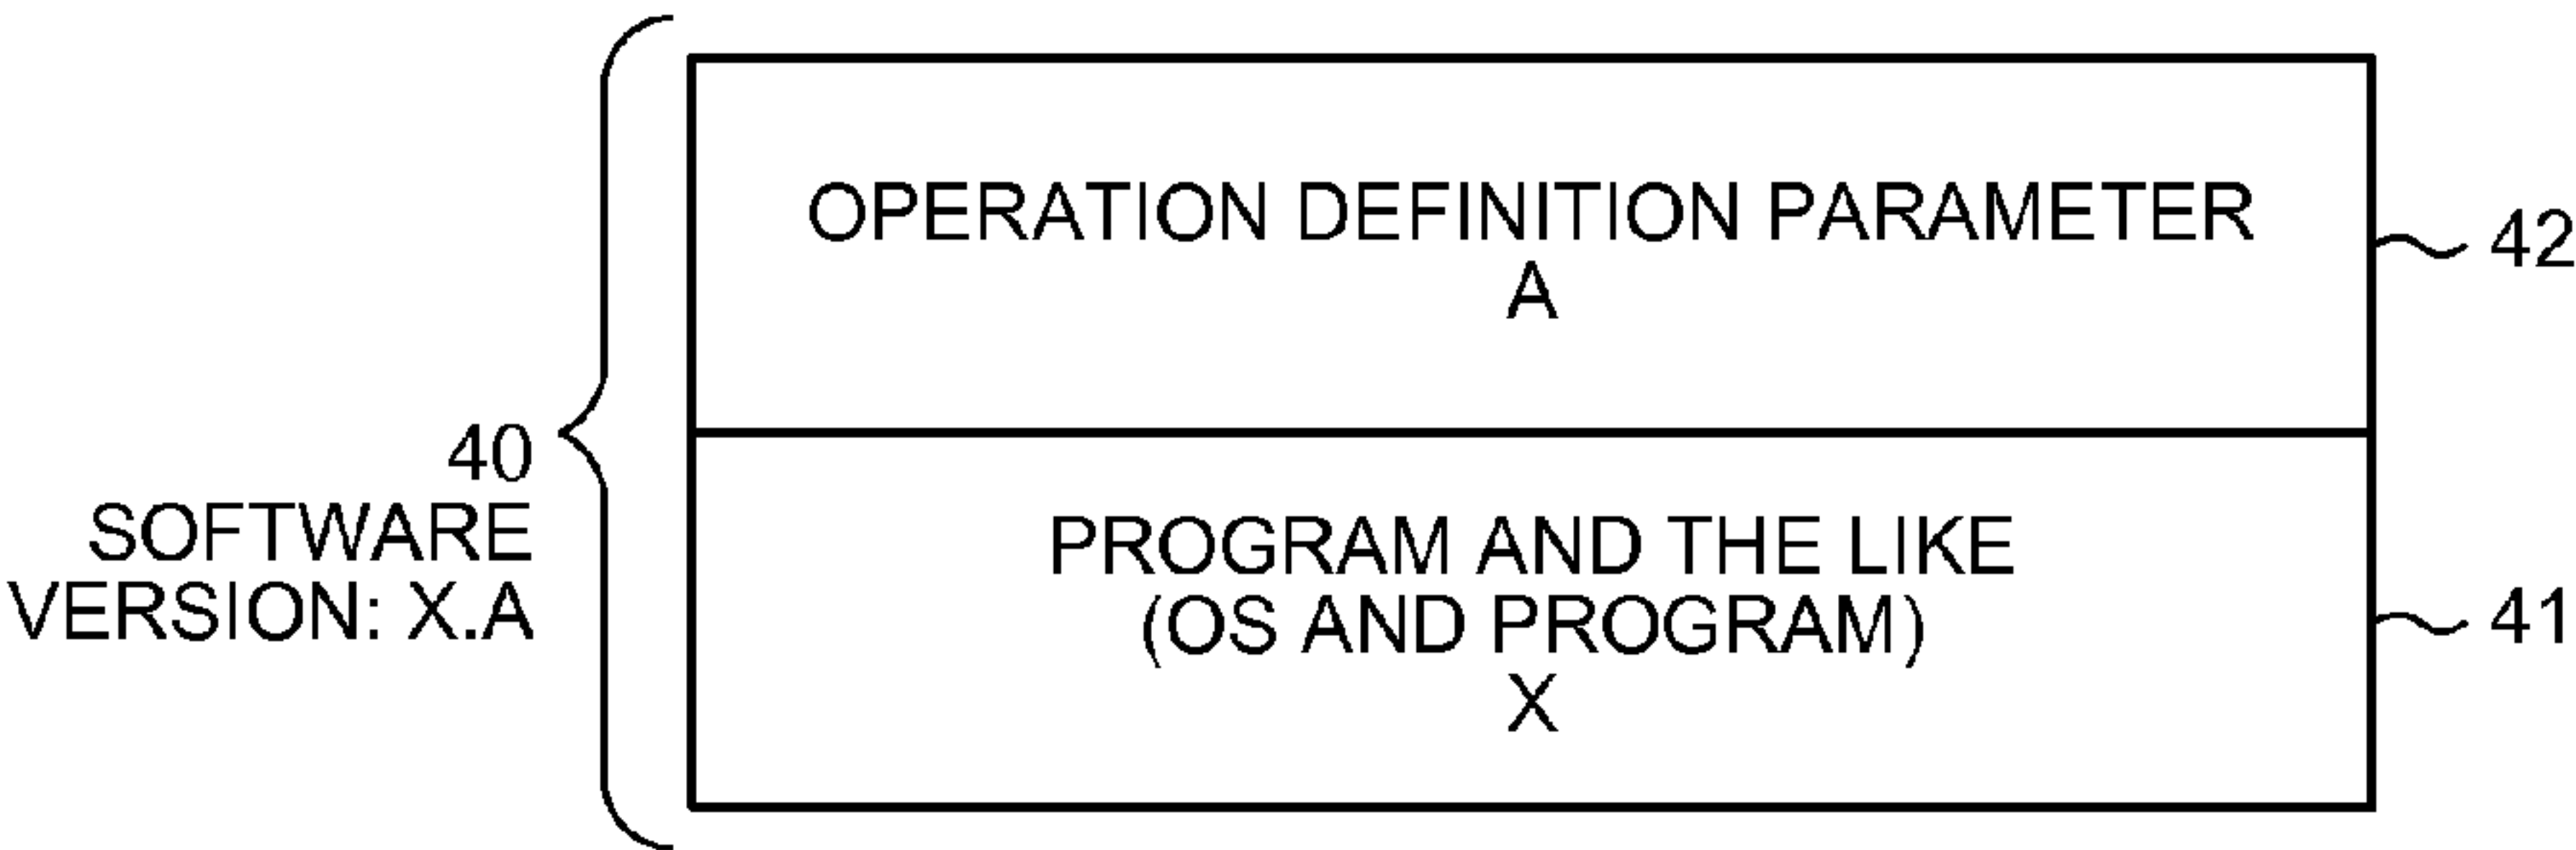 OPERATION DEFINITION PARAMETER
A
42
40
SOFTWARE
VERSION: X.A
PROGRAM AND THE LIKE
(OS AND PROGRAM)
X
41